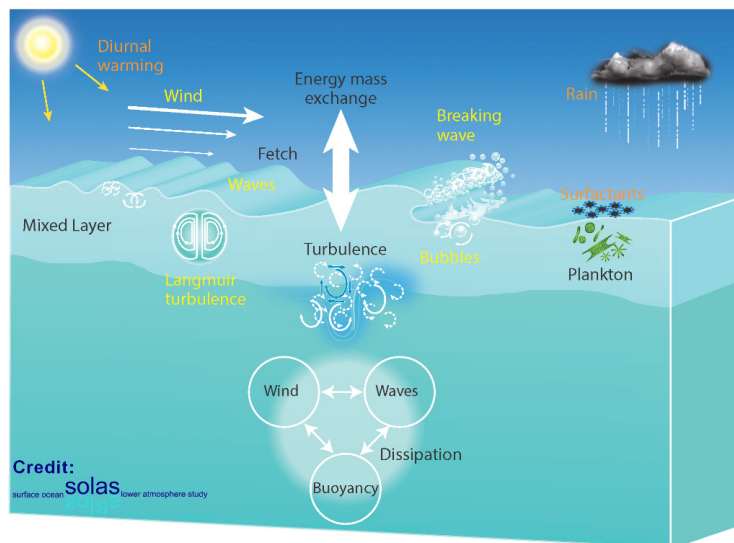 Diurnal
warming
Wind
Energy mass
exchange
Breaking
wave
Rain
Fetch
Waves
Surfactants
Mixed Layer
Turbulence
Bubbles
Langmuir
turbulence
Plankton
Wind
Waves
Dissipation
Buoyancy
Credit:
surface ocean solas lower atmosphere study